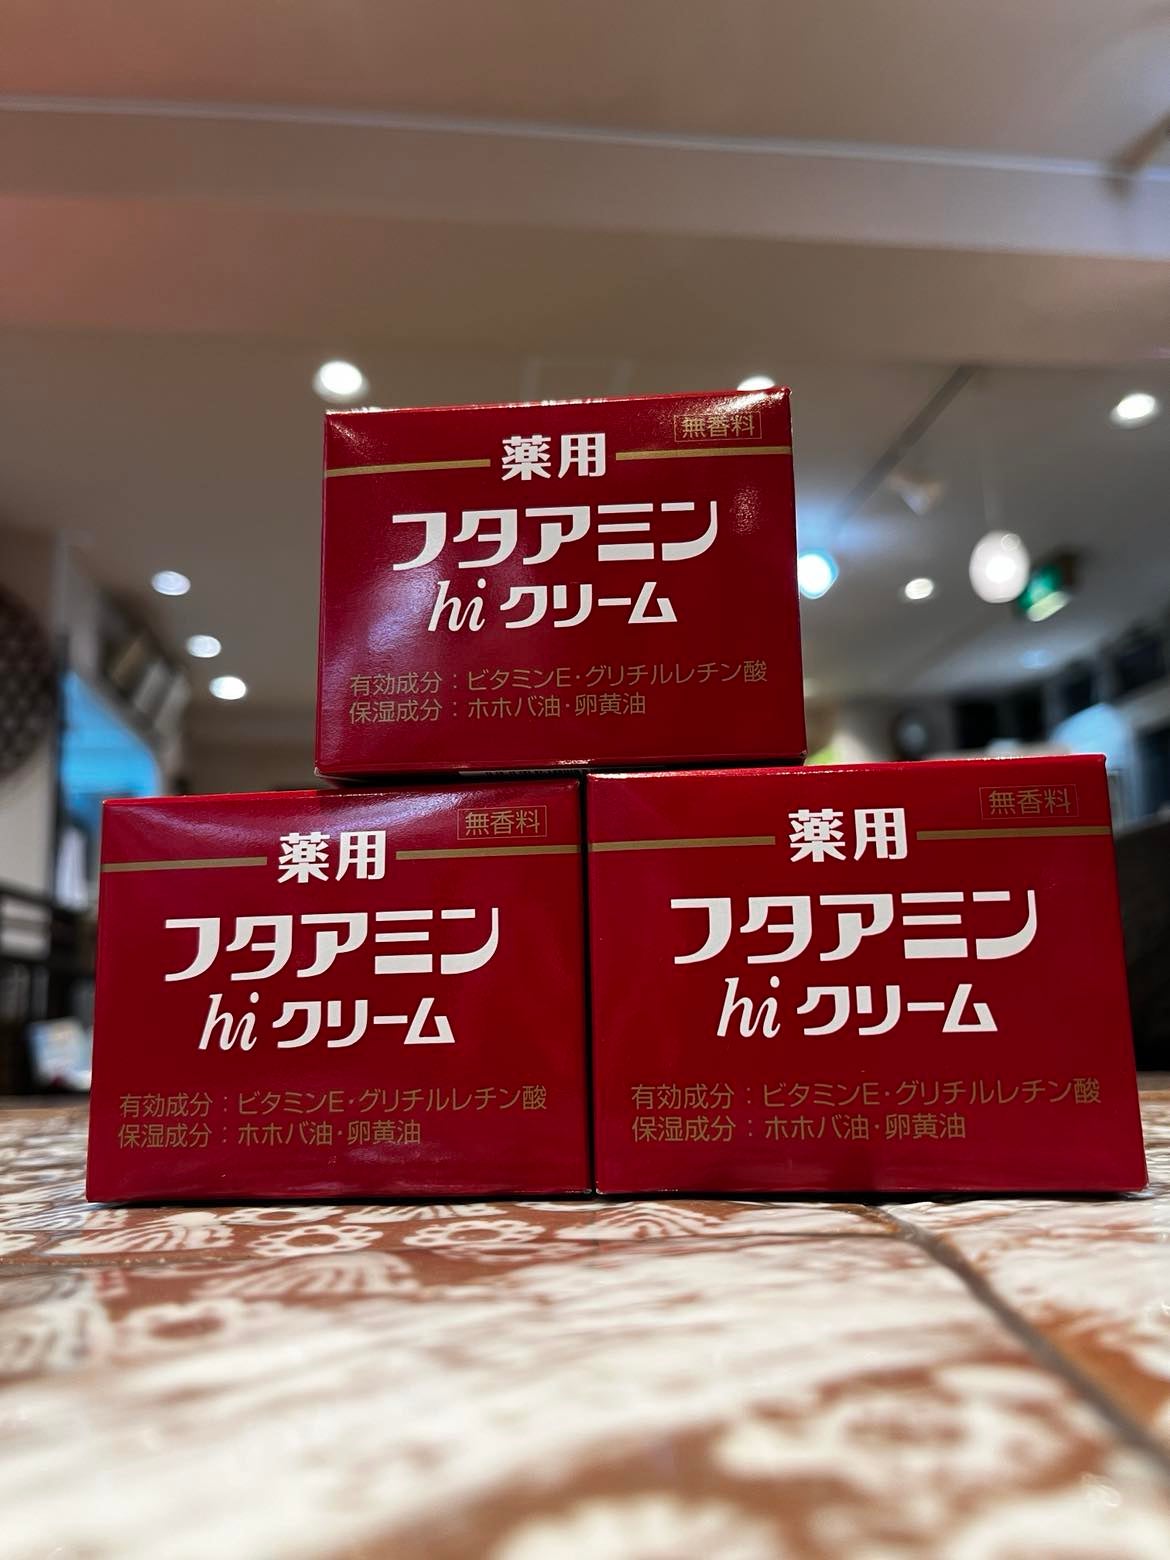 無香料
薬用
フタアミン
hiクリーム
有効成分：ビタミンE・グリチルレチン酸
保湿成分：ホホバ油・卵黄油
無香料
薬用
フタアミン
hiクリーム
有効成分：ビタミンE・グリチルレチン酸
保湿成分：ホホバ油・卵黄油
無香料
薬用
フタアミン
hiクリーム
有効成分：ビタミンE・グリチルレチン酸
保湿成分：ホホバ油・卵黄油